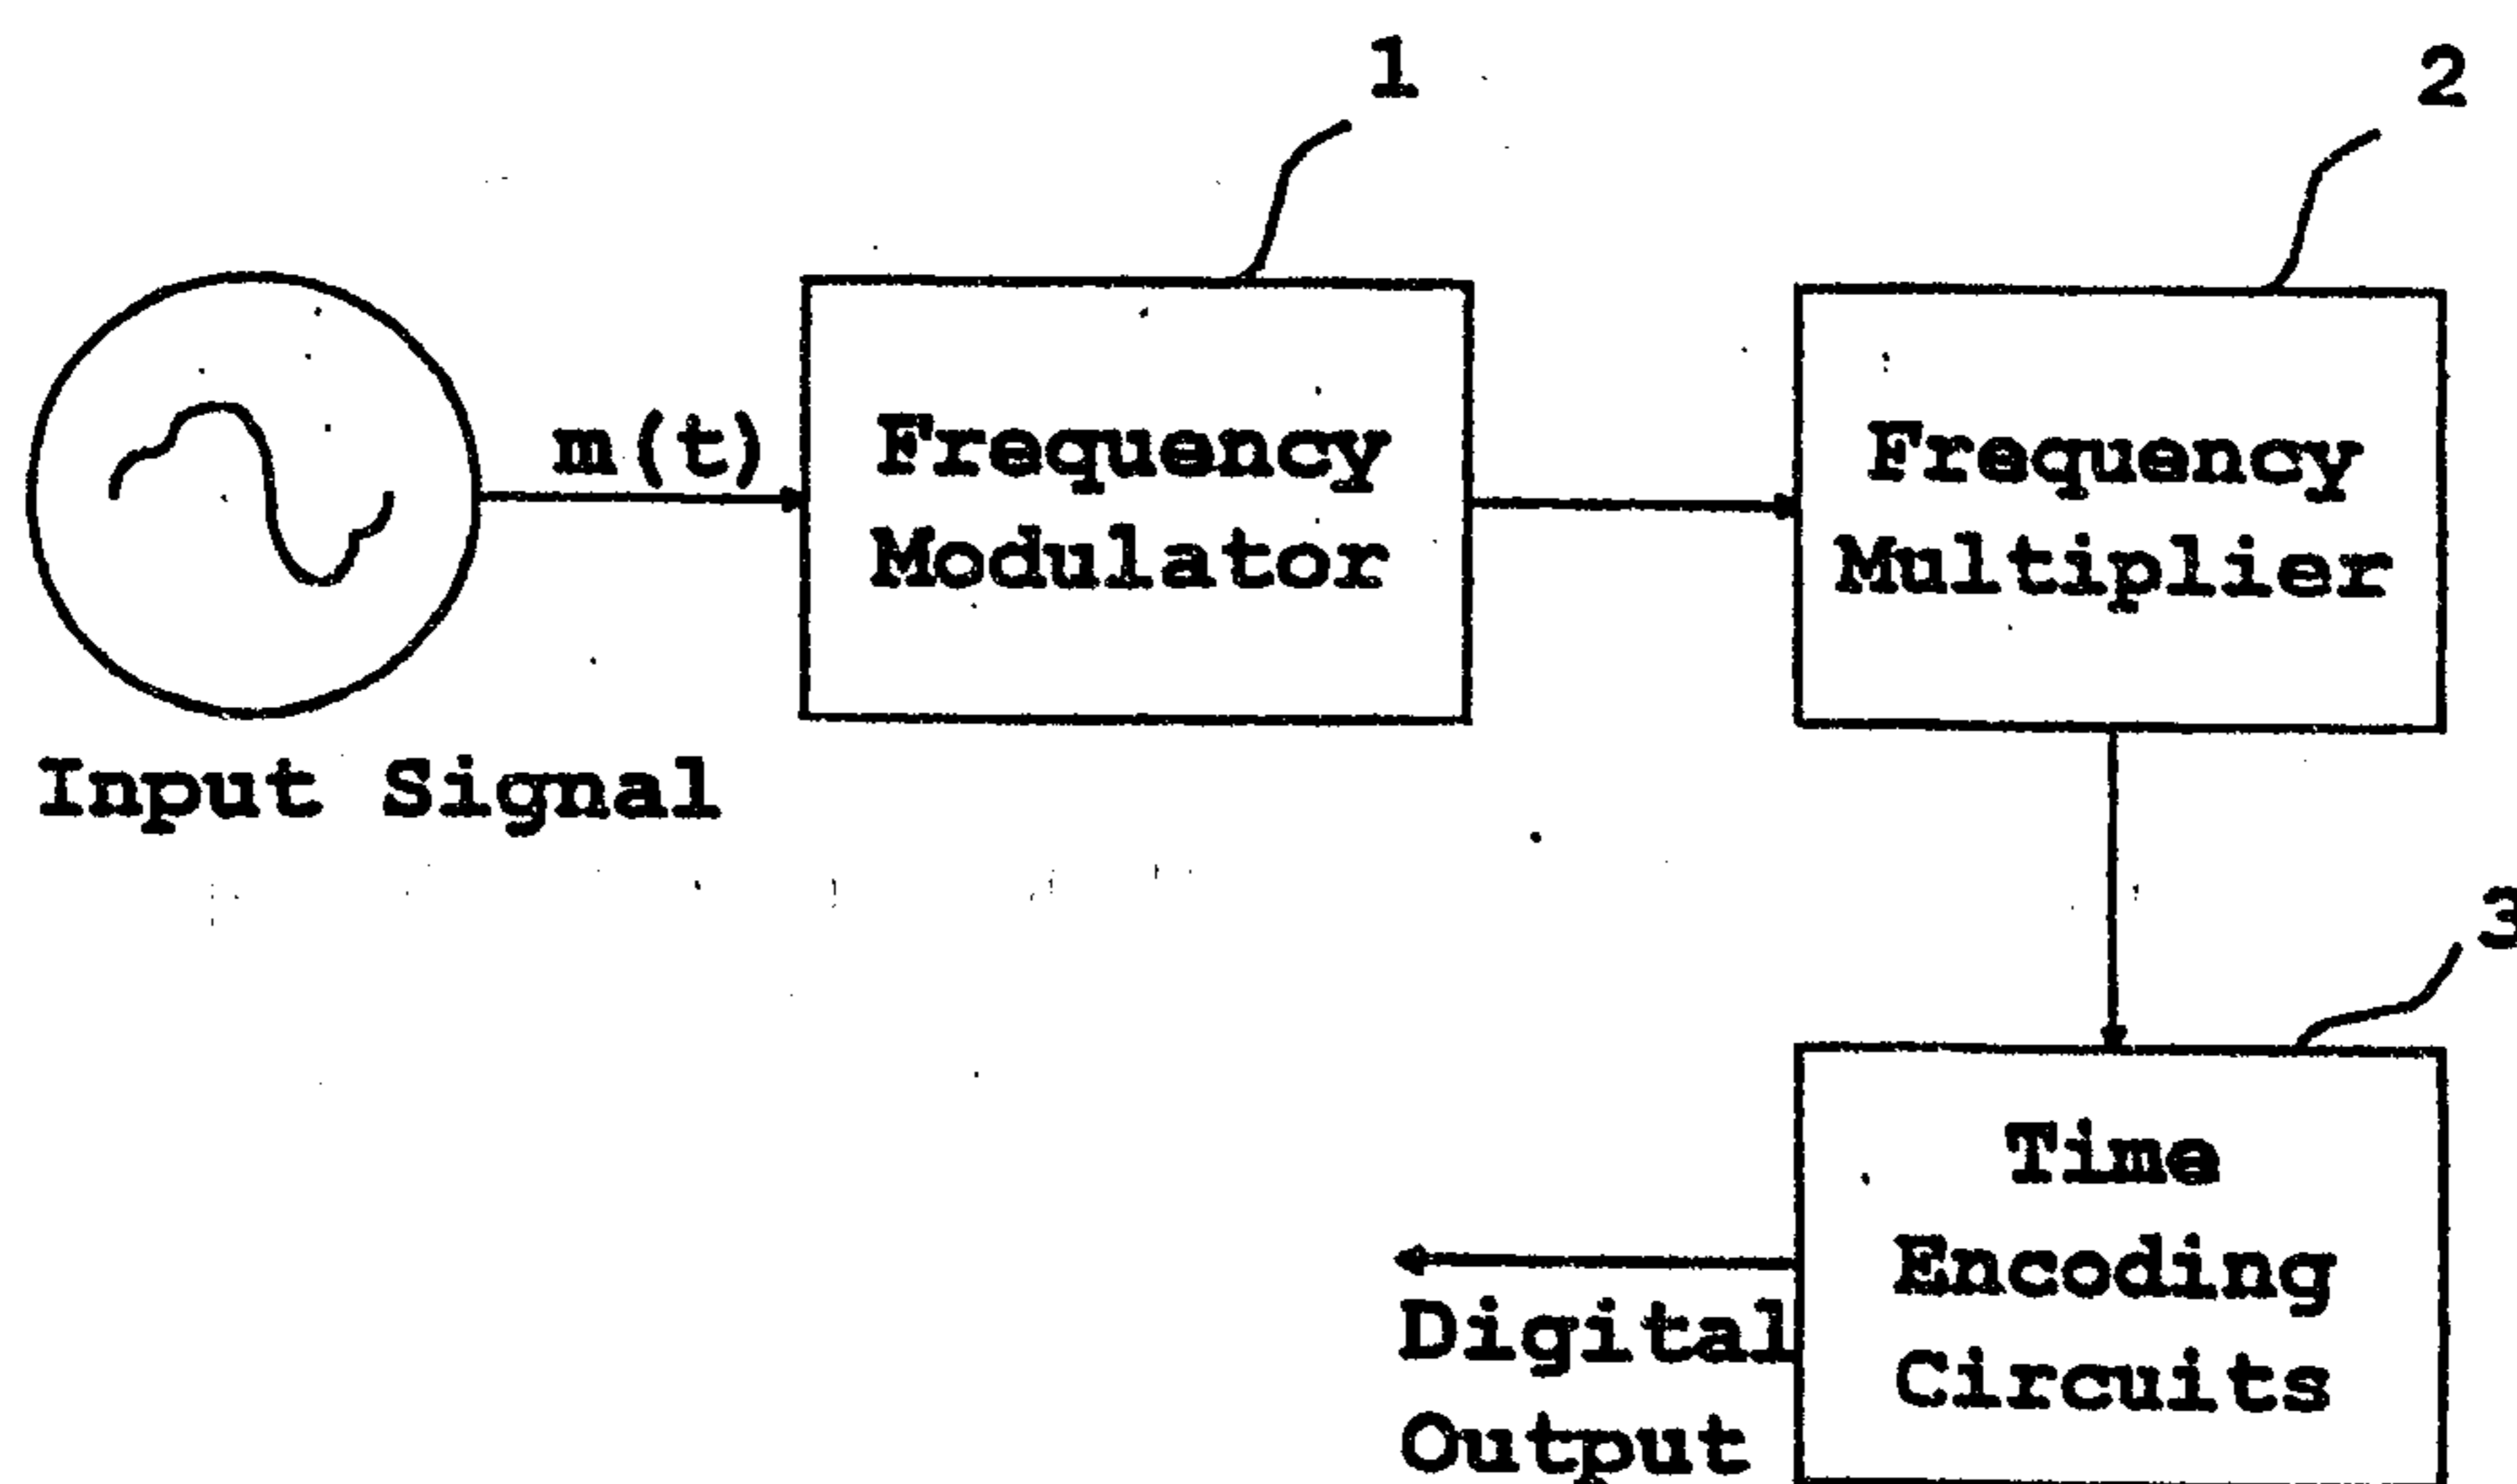 1
2
m(t)
Frequency
Modulator
Frequency
Multiplier
Input Signal
3
Time
Encoding
Circuits
Digital
Output